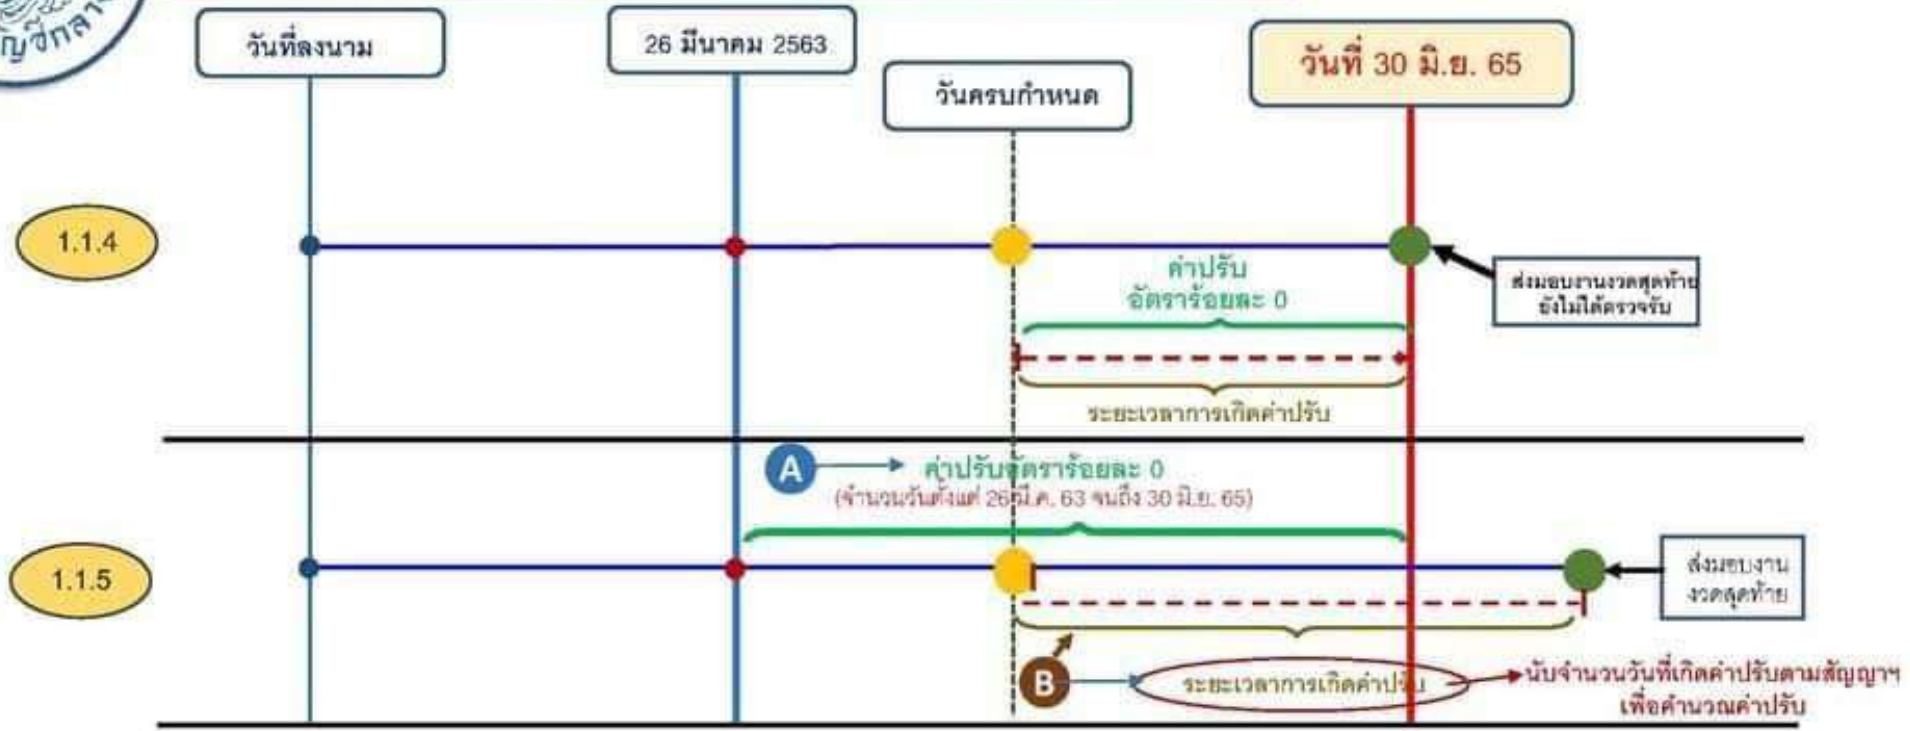 วันที่ลงนาม
26 มีนาคม 2563
วันครบกำหนด
วันที่ 30 มิ.ย. 65
1.1.4
ค่าปรับ
อัตราร้อยละ 0
ส่งมอบงานงวดสุดท้าย
ยังไม่ได้ตรวจรับ
ระยะเวลาการเกิดค่าปรับ
A
ค่าปรับอัตราร้อยละ 0
(จำนวนวันตั้งแต่ 26 มี.ค. 63 จนถึง 30 มิ.ย. 65)
1.1.5
ส่งมอบงาน
งวดสุดท้าย
B
ระยะเวลาการเกิดค่าปรับ
นับจำนวนวันที่เกิดค่าปรับตามสัญญาฯ
เพื่อคำนวณค่าปรับ